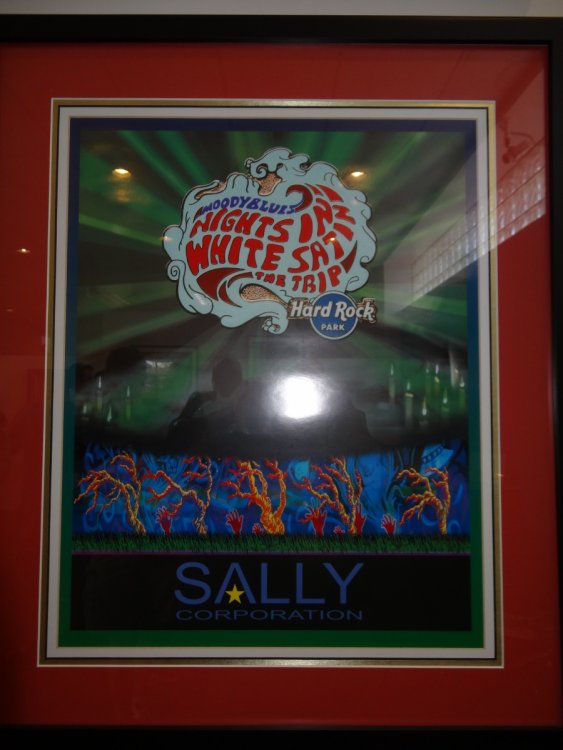 MOODY BLUES
NIGHTS IN
WHITE SATIN
THE TRIP
Hard Rock
PARK
SALLY
CORPORATION